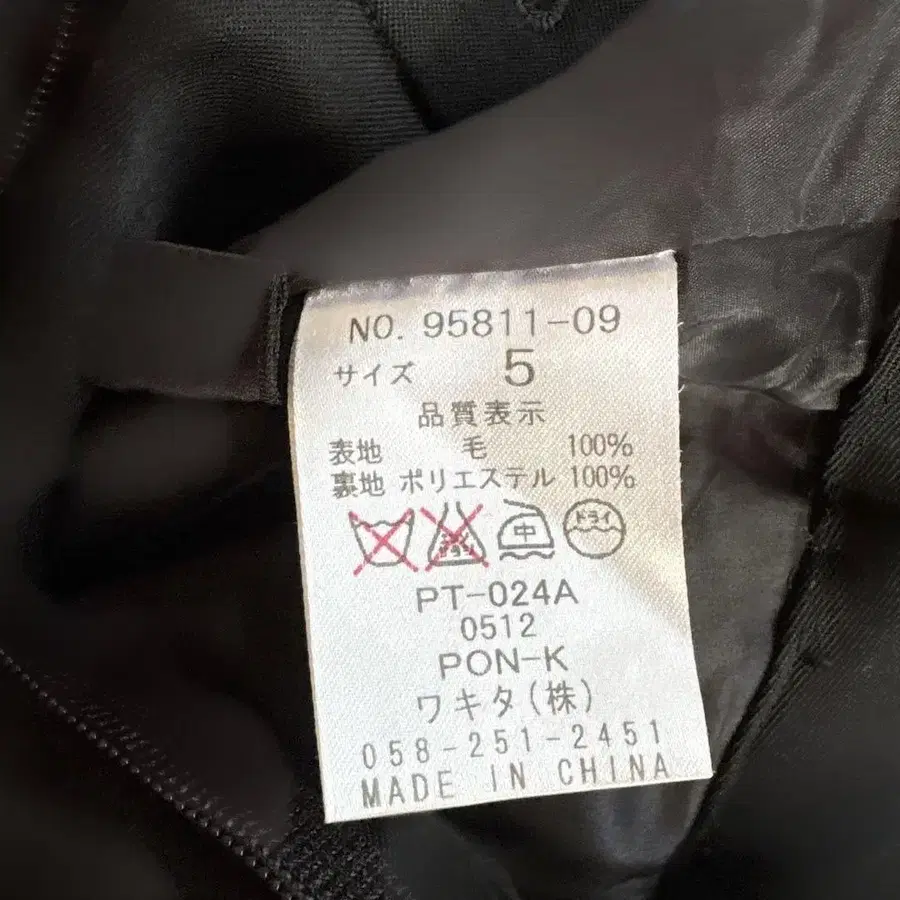 NO. 95811-09
サイズ 5
品質表示
表地 毛 100%
裏地 ポリエステル 100%
中 ドライ
PT-024A
0512
PON-K
ワキタ(株)
058-251-2451
MADE IN CHINA